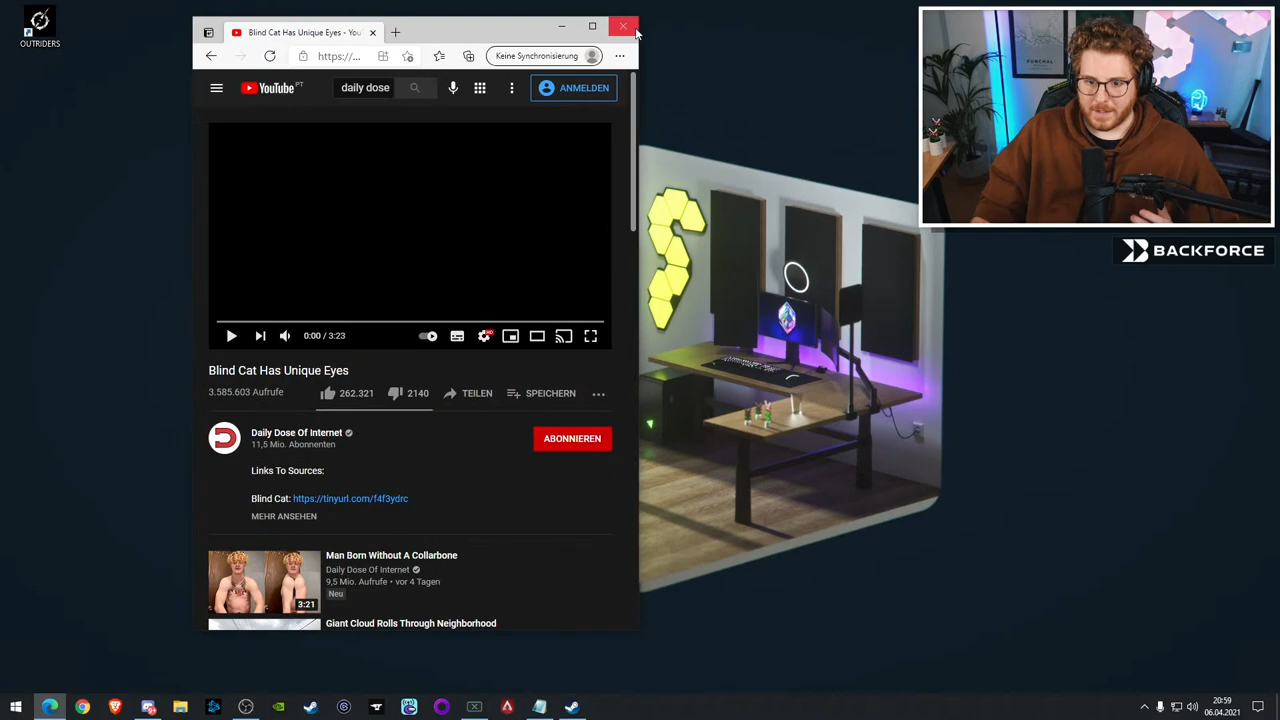 OUTRIDERS
Blind Cat Has Unique Eyes - You
https://...
Keine Synchronisierung
YouTube PT
daily dose
ANMELDEN
0:00 / 3:23
HD
Blind Cat Has Unique Eyes
3.585.603 Aufrufe
262.321
2140
TEILEN
SPEICHERN
Daily Dose Of Internet
11,5 Mio. Abonnenten
ABONNIEREN
Links To Sources:
Blind Cat: https://tinyurl.com/f4f3ydrc
MEHR ANSEHEN
Man Born Without A Collarbone
Daily Dose Of Internet
9,5 Mio. Aufrufe • vor 4 Tagen
Neu
3:21
Giant Cloud Rolls Through Neighborhood
FUNCHAL
BACKFORCE
20:59
06.04.2021